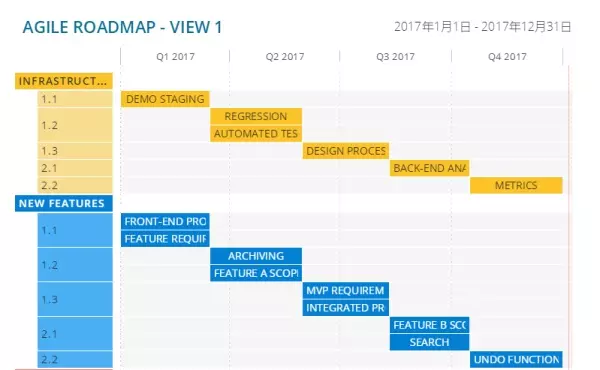 AGILE ROADMAP - VIEW 1
2017年1月1日 - 2017年12月31日
Q1 2017 Q2 2017 Q3 2017 Q4 2017
INFRASTRUCT...
1.1 DEMO STAGING
1.2 REGRESSION
AUTOMATED TES
1.3 DESIGN PROCES
2.1 BACK-END ANA
2.2 METRICS
NEW FEATURES
1.1 FRONT-END PRO
FEATURE REQUIR
1.2 ARCHIVING
FEATURE A SCOPI
1.3 MVP REQUIREM
INTEGRATED PR
2.1 FEATURE B SCO
SEARCH
2.2 UNDO FUNCTION